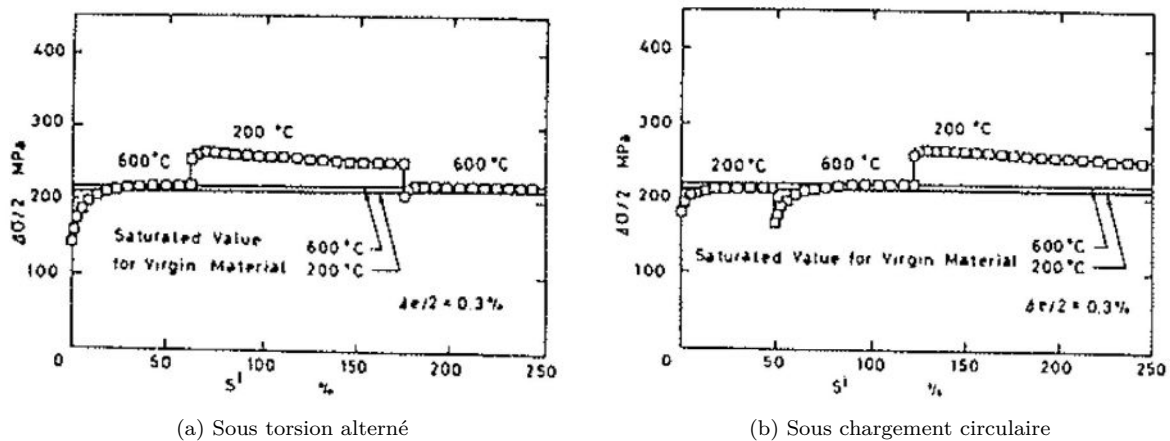 400
300
200
100
0
Δσ/2 MPa
600°C
200 °C
600°C
Saturated Value
for Virgin Material
600°C
200°C
Δe/2 = 0.3%
0 50 100 150 200 250
S^I %
400
300
200
100
0
Δσ/2 MPa
200 °C
600°C
200 °C
Saturated Value for Virgin Material
600°C
200°C
Δe/2 = 0.3%
0 50 100 150 200 250
S^I %
(a) Sous torsion alterné
(b) Sous chargement circulaire